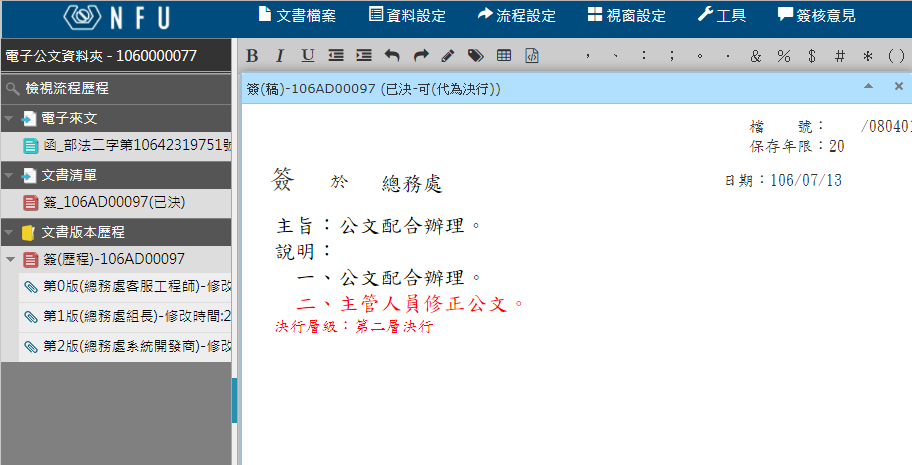 NFU 文書檔案 資料設定 流程設定 視窗設定 工具 簽核意見
電子公文資料夾 - 1060000077
B I U ， 、 ： ； 。 . & % $ # * ( )
檢視流程歷程
電子來文
函_部法二字第10642319751號
文書清單
簽_106AD00097(已決)
文書版本歷程
簽(歷程)-106AD00097
第0版(總務處客服工程師)-修改
第1版(總務處組長)-修改時間:2
第2版(總務處系統開發商)-修改
簽(稿)-106AD00097 (已決-可(代為決行))
檔 號： /080401
保存年限：20
簽 於 總務處 日期：106/07/13
主旨：公文配合辦理。
說明：
一、公文配合辦理。
二、主管人員修正公文。
決行層級：第二層決行